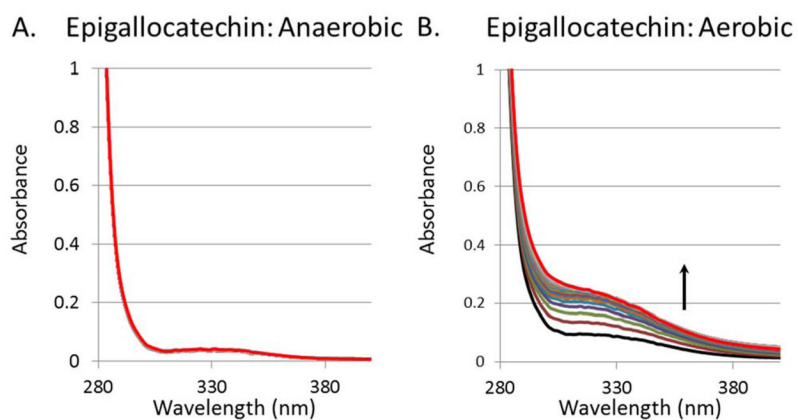 A. Epigallocatechin: Anaerobic
1
0.8
0.6
0.4
0.2
0
Absorbance
280 330 380
Wavelength (nm)
B. Epigallocatechin: Aerobic
1
0.8
0.6
0.4
0.2
0
Absorbance
280 330 380
Wavelength (nm)